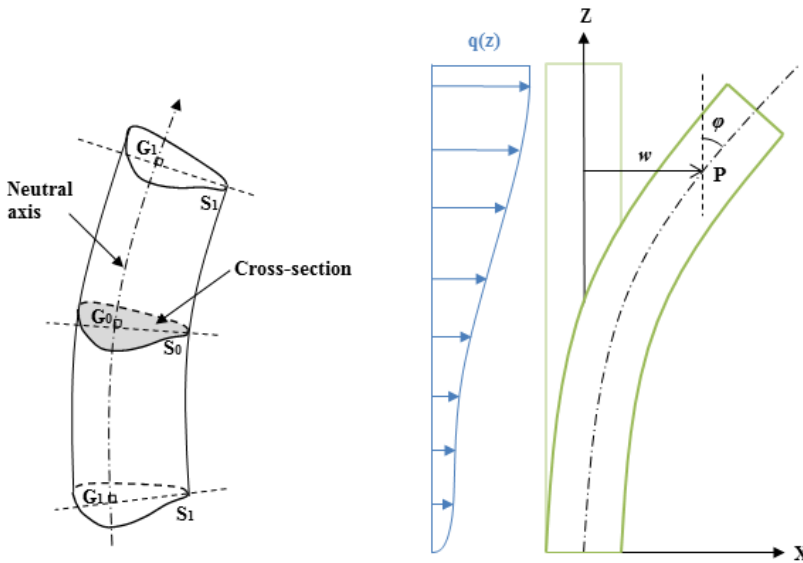 G1
S1
Neutral
axis
Cross-section
G0
S0
G1
S1
q(z)
Z
φ
w
P
X